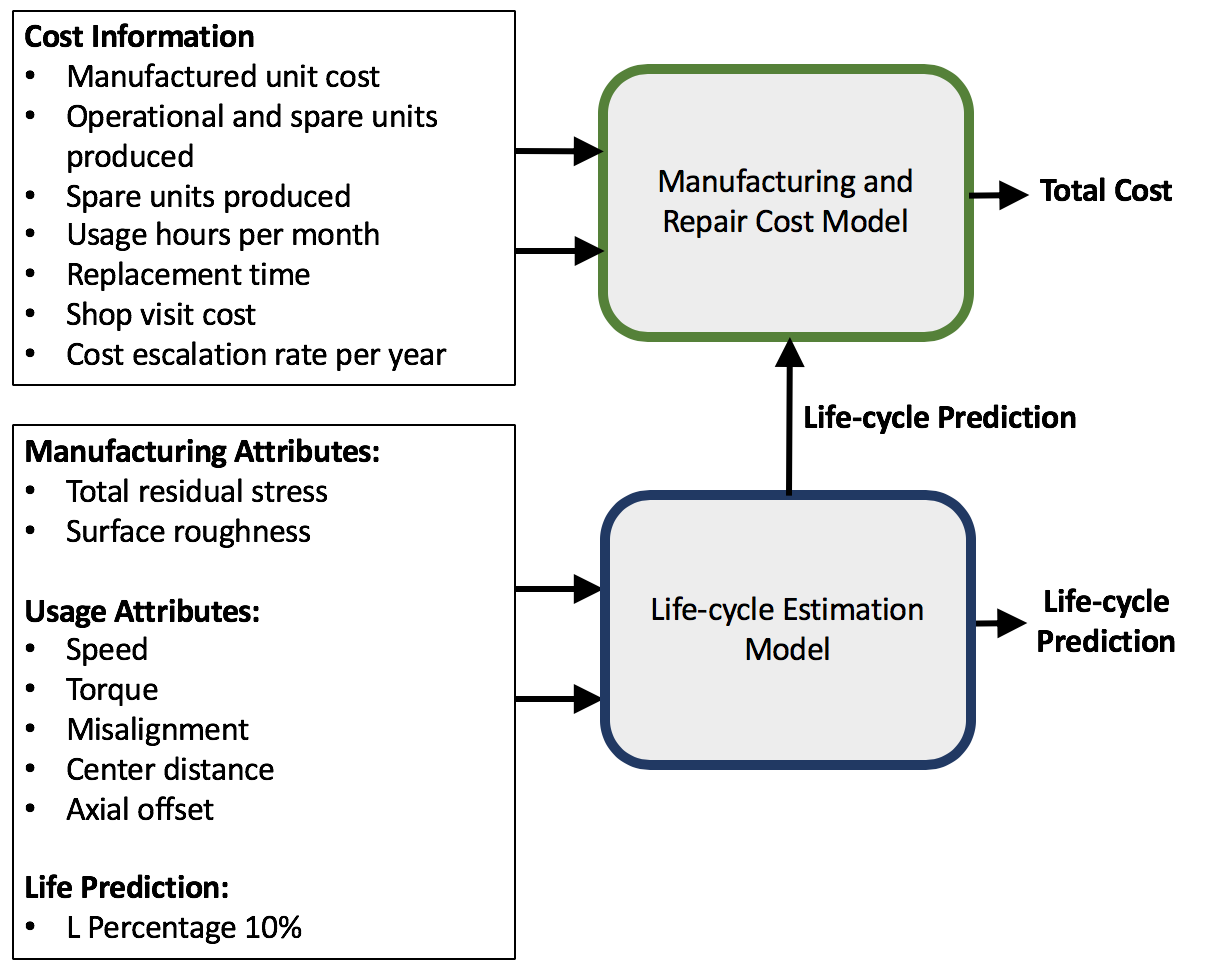 Cost Information
• Manufactured unit cost
• Operational and spare units
produced
• Spare units produced
• Usage hours per month
• Replacement time
• Shop visit cost
• Cost escalation rate per year
Manufacturing and
Repair Cost Model
Total Cost
Life-cycle Prediction
Manufacturing Attributes:
• Total residual stress
• Surface roughness
Usage Attributes:
• Speed
• Torque
• Misalignment
• Center distance
• Axial offset
Life Prediction:
• L Percentage 10%
Life-cycle Estimation
Model
Life-cycle
Prediction